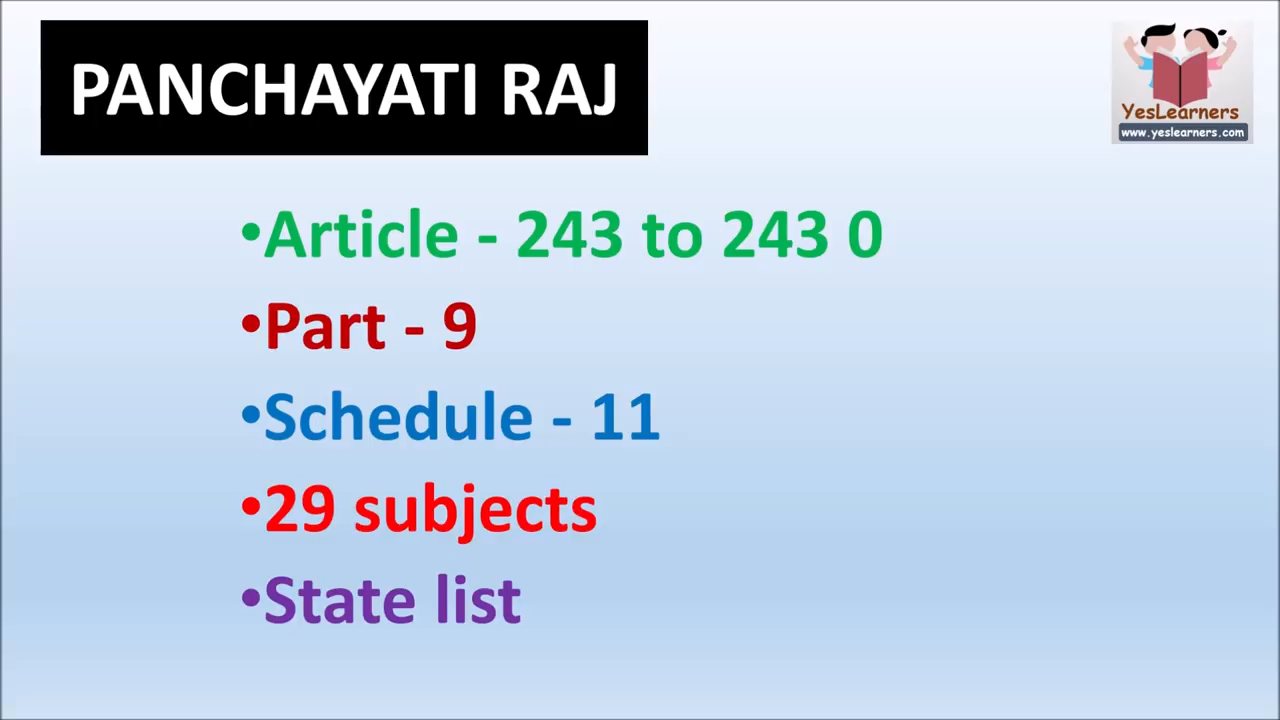 PANCHAYATI RAJ
YesLearners
www.yeslearners.com
•Article - 243 to 243 0
•Part - 9
•Schedule - 11
•29 subjects
•State list